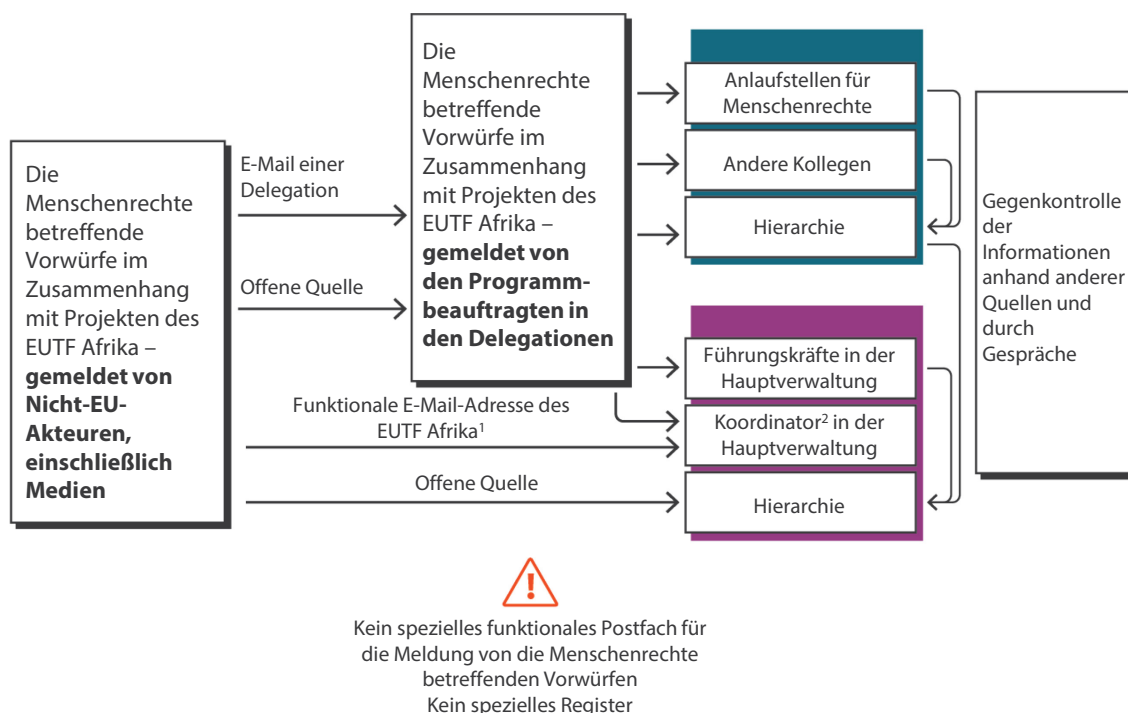 Die
Menschenrechte
betreffende
Vorwürfe im
Zusammenhang
mit Projekten des
EUTF Afrika –
gemeldet von
Nicht-EU-
Akteuren,
einschließlich
Medien
E-Mail einer
Delegation
Offene Quelle
Die
Menschenrechte
betreffende
Vorwürfe im
Zusammenhang
mit Projekten des
EUTF Afrika –
gemeldet von
den Programm-
beauftragten in
den Delegationen
Funktionale E-Mail-Adresse des
EUTF Afrika¹
Offene Quelle
Anlaufstellen für
Menschenrechte
Andere Kollegen
Hierarchie
Führungskräfte in der
Hauptverwaltung
Koordinator² in der
Hauptverwaltung
Hierarchie
Gegenkontrolle
der
Informationen
anhand anderer
Quellen und
durch
Gespräche
Kein spezielles funktionales Postfach für
die Meldung von die Menschenrechte
betreffenden Vorwürfen
Kein spezielles Register